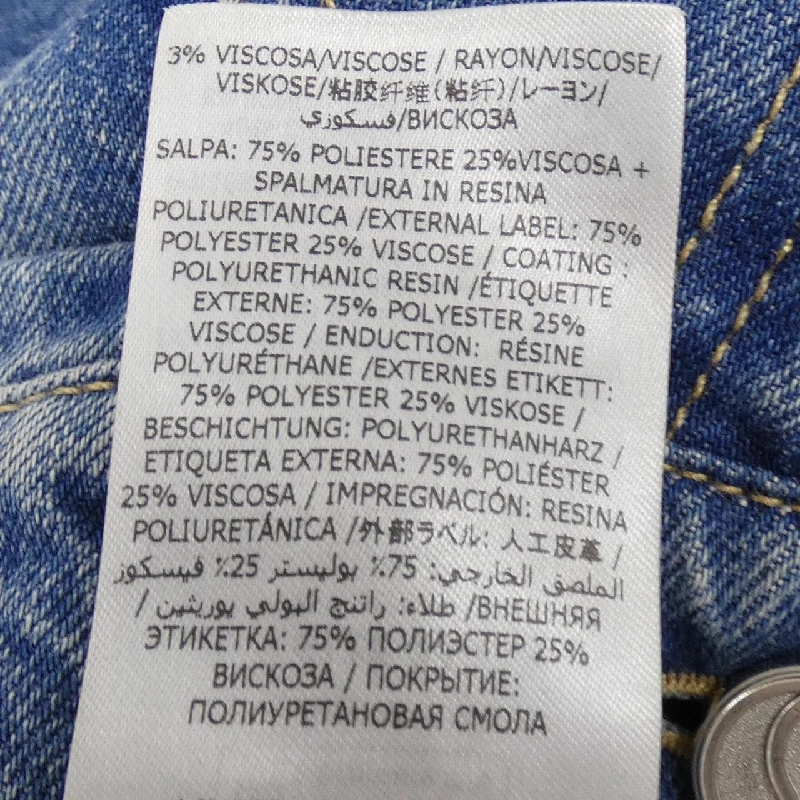 3% VISCOSA/VISCOSE / RAYON/VISCOSE/
VISKOSE/粘胶纤维(粘纤)/レーヨン/
فسكوزي/ВИСКОЗА
SALPA: 75% POLIESTERE 25%VISCOSA +
SPALMATURA IN RESINA
POLIURETANICA /EXTERNAL LABEL: 75%
POLYESTER 25% VISCOSE / COATING :
POLYURETHANIC RESIN /ÉTIQUETTE
EXTERNE: 75% POLYESTER 25%
VISCOSE / ENDUCTION: RÉSINE
POLYURÉTHANE /EXTERNES ETIKETT:
75% POLYESTER 25% VISKOSE /
BESCHICHTUNG: POLYURETHANHARZ /
ETIQUETA EXTERNA: 75% POLIÉSTER
25% VISCOSA / IMPREGNACIÓN: RESINA
POLIURETÁNICA /外部ラベル: 人工皮革 /
الملصق الخارجي: 75٪ بوليستر 25٪ فيسكوز
/ طلاء: راتنج البولي يوريثين/ВНЕШНЯЯ
ЭТИКЕТКА: 75% ПОЛИЭСТЕР 25%
ВИСКОЗА / ПОКРЫТИЕ:
ПОЛИУРЕТАНОВАЯ СМОЛА